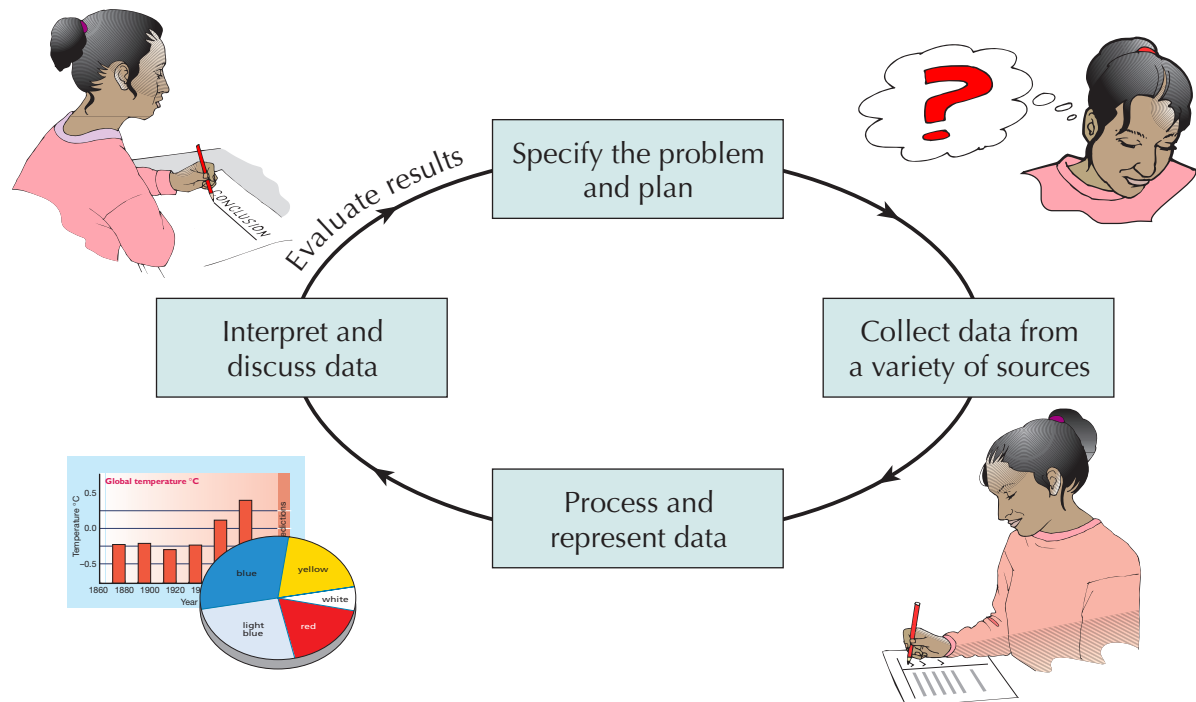 Specify the problem
and plan
Evaluate results
CONCLUSION
Interpret and
discuss data
Collect data from
a variety of sources
Process and
represent data
Global temperature °C
Temperature °C
0.5
0.0
–0.5
1860 1880 1900 1920
Year
blue
yellow
white
light
blue
red